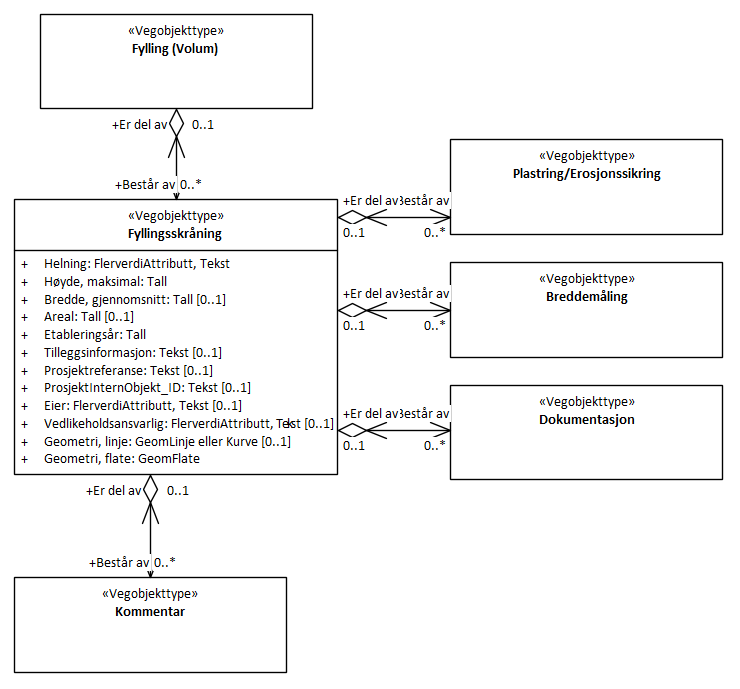 «Vegobjekttype»
Fylling (Volum)
+Er del av 0..1
+Består av 0..*
«Vegobjekttype»
Fyllingsskråning
+ Helning: FlerverdiAttributt, Tekst
+ Høyde, maksimal: Tall
+ Bredde, gjennomsnitt: Tall [0..1]
+ Areal: Tall [0..1]
+ Etableringsår: Tall
+ Tilleggsinformasjon: Tekst [0..1]
+ Prosjektreferanse: Tekst [0..1]
+ ProsjektInternObjekt_ID: Tekst [0..1]
+ Eier: FlerverdiAttributt, Tekst [0..1]
+ Vedlikeholdsansvarlig: FlerverdiAttributt, Tekst [0..1]
+ Geometri, linje: GeomLinje eller Kurve [0..1]
+ Geometri, flate: GeomFlate
+Er del av Består av
0..1 0..*
«Vegobjekttype»
Plastring/Erosjonssikring
+Er del av Består av
0..1 0..*
«Vegobjekttype»
Breddemåling
+Er del av Består av
0..1 0..*
«Vegobjekttype»
Dokumentasjon
+Er del av 0..1
+Består av 0..*
«Vegobjekttype»
Kommentar